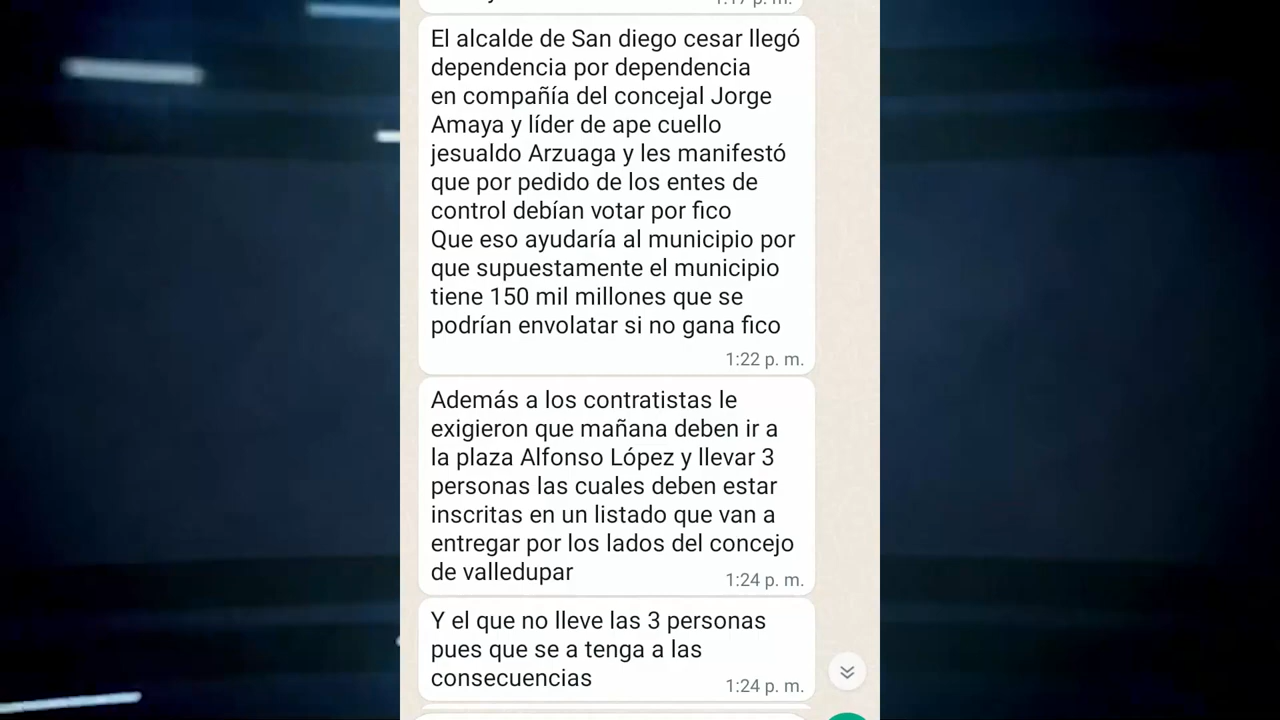 1:17 p. m.
El alcalde de San diego cesar llegó
dependencia por dependencia
en compañía del concejal Jorge
Amaya y líder de ape cuello
jesualdo Arzuaga y les manifestó
que por pedido de los entes de
control debían votar por fico
Que eso ayudaría al municipio por
que supuestamente el municipio
tiene 150 mil millones que se
podrían envolatar si no gana fico
1:22 p. m.
Además a los contratistas le
exigieron que mañana deben ir a
la plaza Alfonso López y llevar 3
personas las cuales deben estar
inscritas en un listado que van a
entregar por los lados del concejo
de valledupar
1:24 p. m.
Y el que no lleve las 3 personas
pues que se a tenga a las
consecuencias
1:24 p. m.